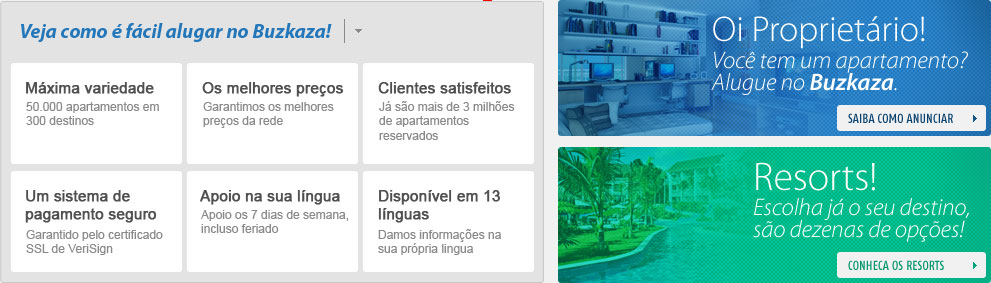 Veja como é fácil alugar no Buzkaza!
Máxima variedade
50.000 apartamentos em
300 destinos
Os melhores preços
Garantimos os melhores
preços da rede
Clientes satisfeitos
Já são mais de 3 milhões
de apartamentos
reservados
Um sistema de
pagamento seguro
Garantido pelo certificado
SSL de VeriSign
Apoio na sua língua
Apoio os 7 dias de semana,
incluso feriado
Disponível em 13
línguas
Damos informações na
sua própria lingua
Oi Proprietário!
Você tem um apartamento?
Alugue no Buzkaza.
SAIBA COMO ANUNCIAR
Resorts!
Escolha já o seu destino,
são dezenas de opções!
CONHECA OS RESORTS